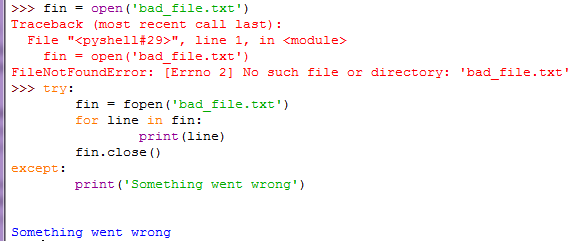 >>> fin = open('bad_file.txt')
Traceback (most recent call last):
  File "<pyshell#29>", line 1, in <module>
    fin = open('bad_file.txt')
FileNotFoundError: [Errno 2] No such file or directory: 'bad_file.txt'
>>> try:
        fin = fopen('bad_file.txt')
        for line in fin:
                print(line)
        fin.close()
except:
        print('Something went wrong')
Something went wrong